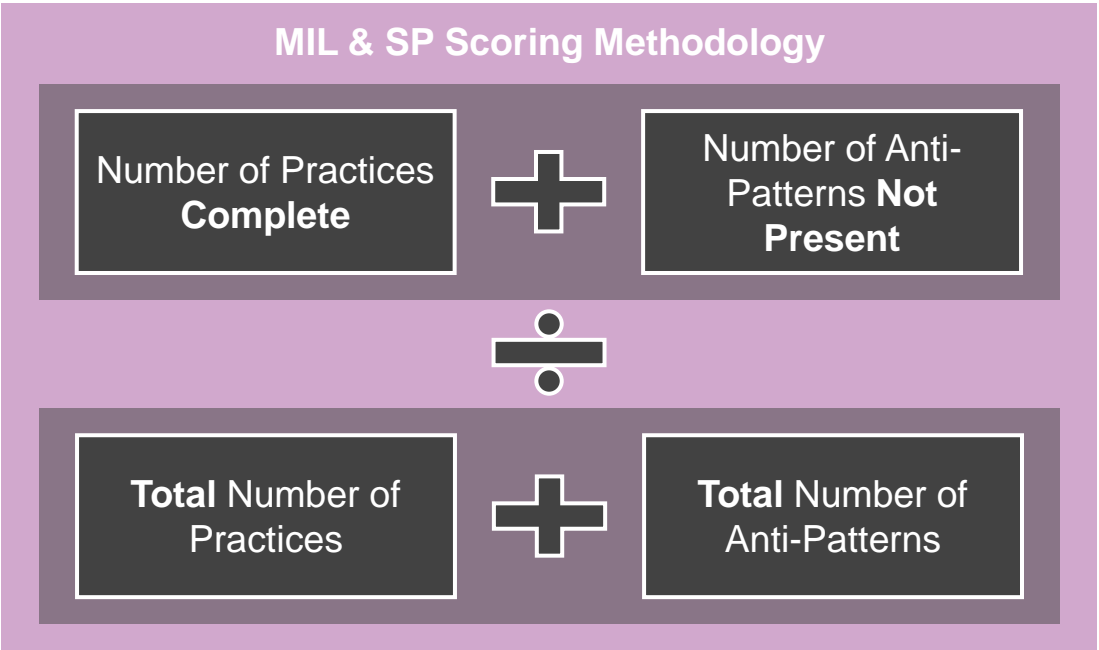 MIL & SP Scoring Methodology
Number of Practices
Complete
Number of Anti-
Patterns Not
Present
Total Number of
Practices
Total Number of
Anti-Patterns